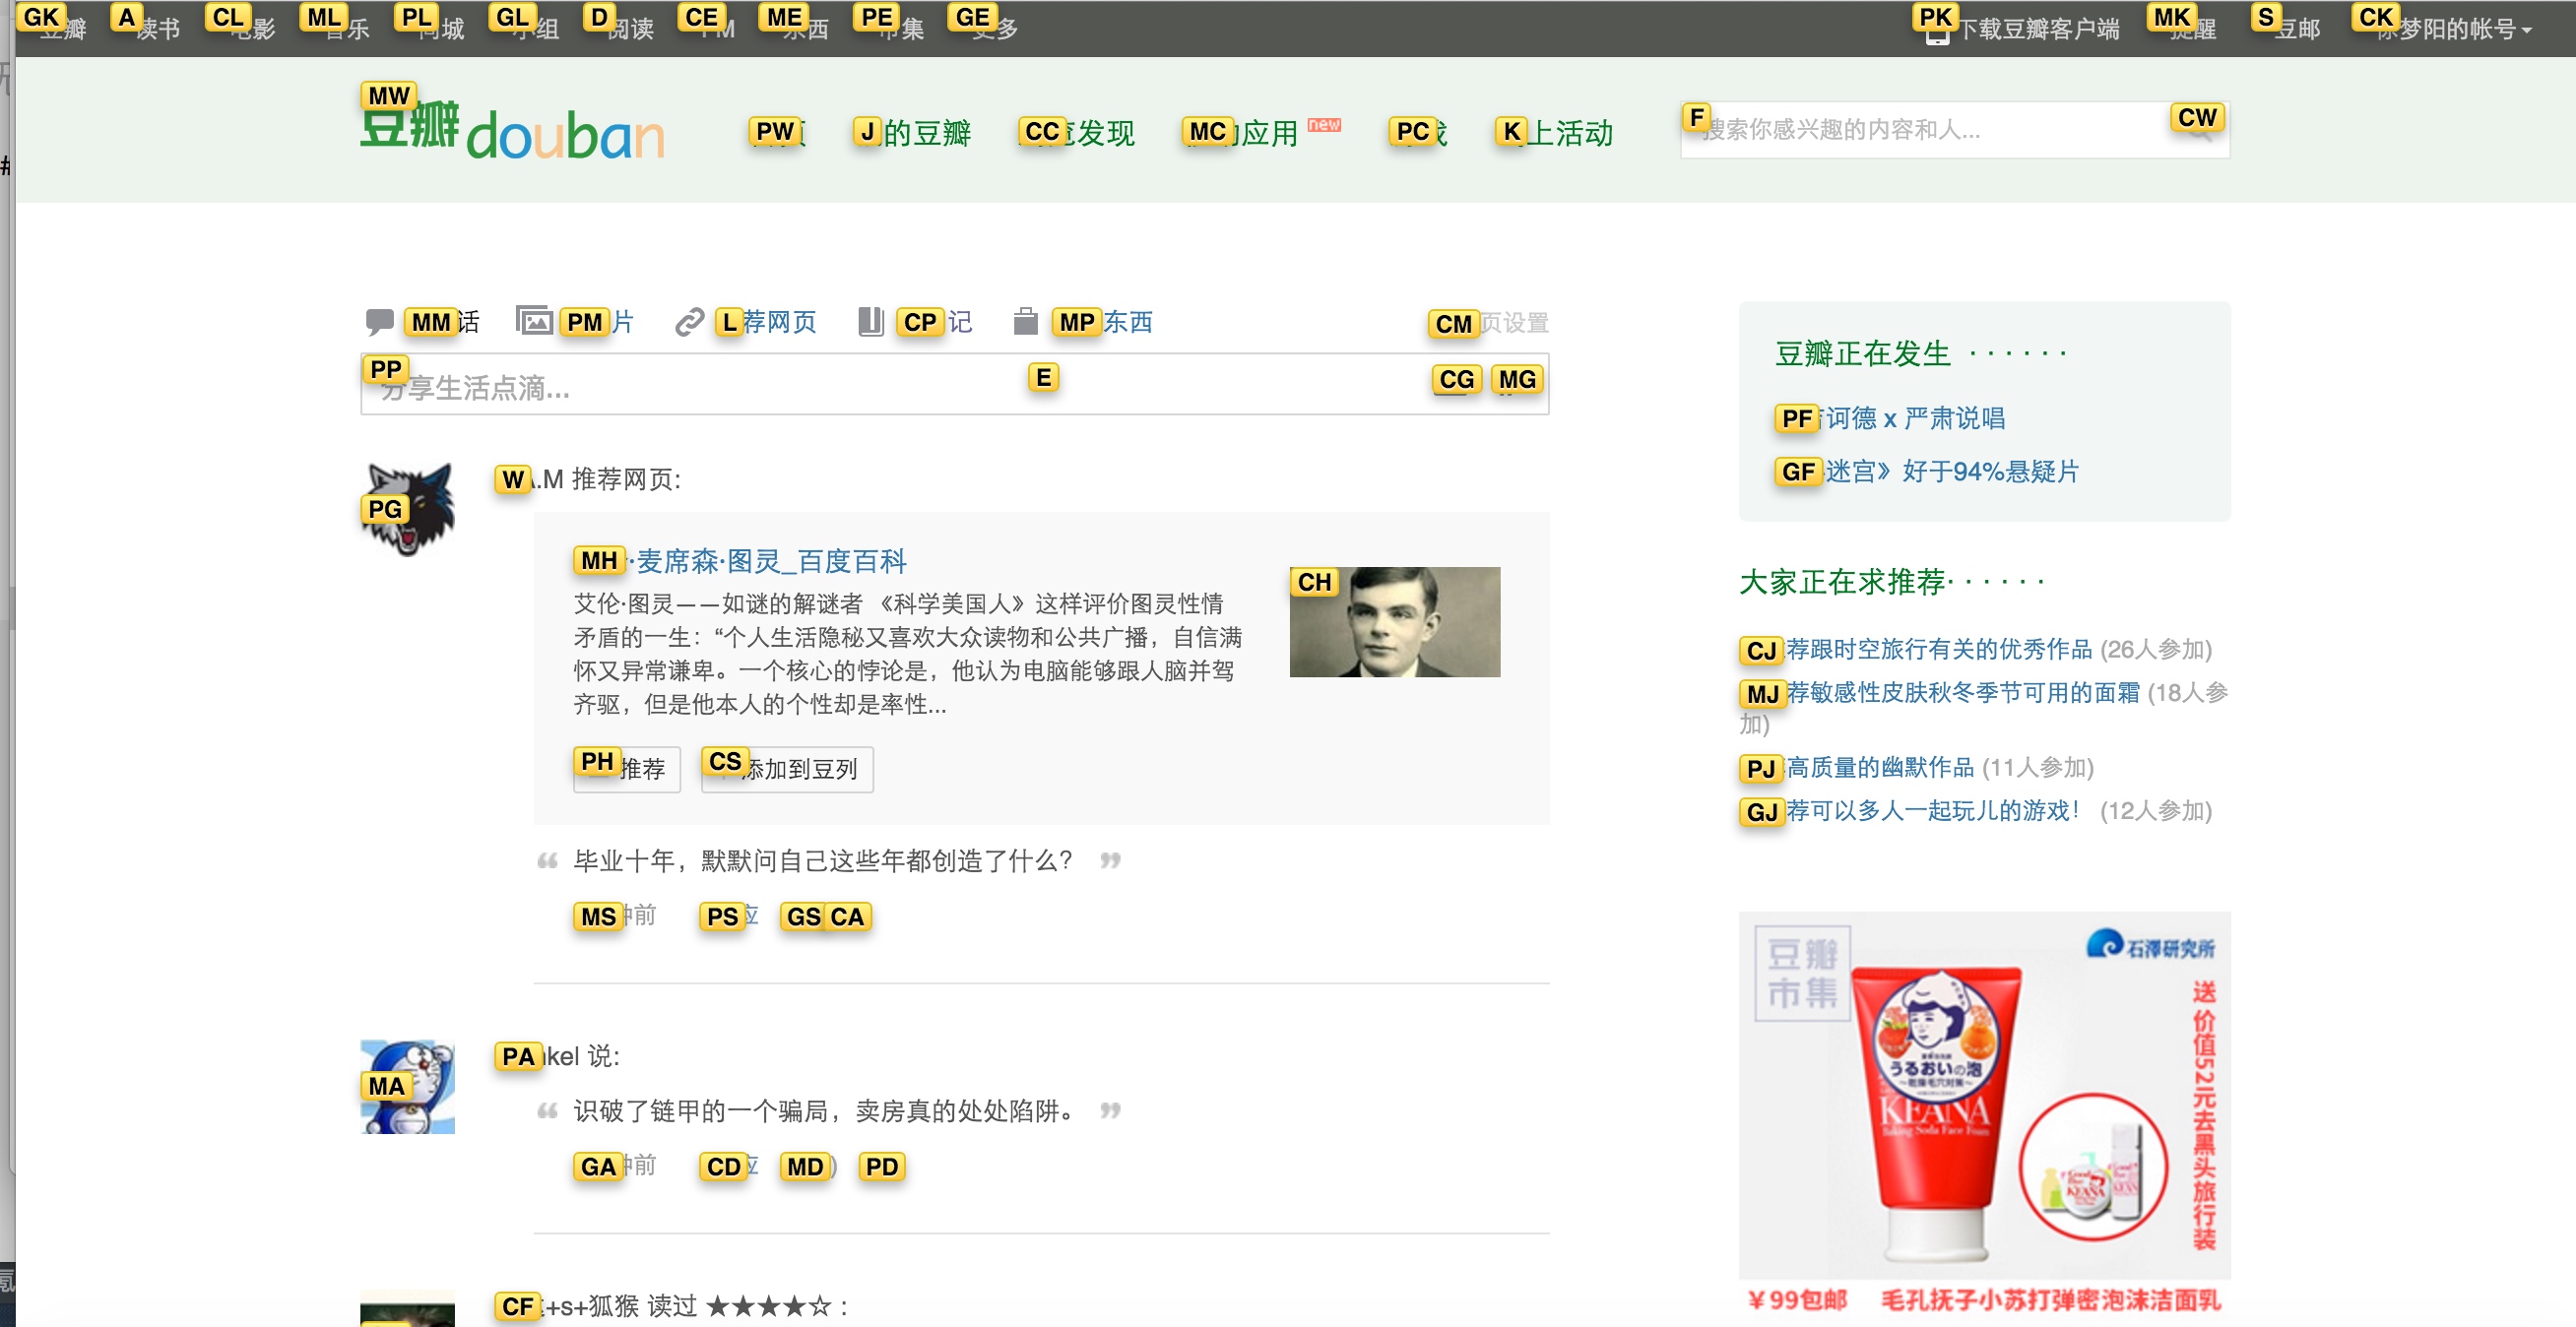 GK 瓣 A 读书 CL 电影 ML 音乐 PL 同城 GL 小组 D 阅读 CE FM ME 东西 PE 市集 GE 更多 PK 下载豆瓣客户端 MK 提醒 S 豆邮 CK 梦阳的帐号
MW
豆瓣douban PW J 的豆瓣 CC 览发现 MC 应用 new PC K 上活动 F 搜索你感兴趣的内容和人... CW
MM 话 PM 片 L 荐网页 CP 记 MP 东西 CM 页设置
PP 分享生活点滴... E CG MG
豆瓣正在发生 · · · · · ·
PF 诃德 x 严肃说唱
GF 迷宫》好于94%悬疑片
PG W .M 推荐网页:
MH ·麦席森·图灵_百度百科 CH
艾伦·图灵——如谜的解谜者 《科学美国人》这样评价图灵性情
矛盾的一生：“个人生活隐秘又喜欢大众读物和公共广播，自信满
怀又异常谦卑。一个核心的悖论是，他认为电脑能够跟人脑并驾
齐驱，但是他本人的个性却是率性...
PH 推荐 CS 添加到豆列
“ 毕业十年，默默问自己这些年都创造了什么？ ”
MS 钟前 PS 应 GS CA
大家正在求推荐· · · · · ·
CJ 荐跟时空旅行有关的优秀作品 (26人参加)
MJ 荐敏感性皮肤秋冬季节可用的面霜 (18人参
加)
PJ 高质量的幽默作品 (11人参加)
GJ 荐可以多人一起玩儿的游戏！ (12人参加)
MA PA kel 说:
“ 识破了链甲的一个骗局，卖房真的处处陷阱。 ”
GA 钟前 CD 应 MD ) PD
CF +s+狐猴 读过 ★★★★☆ :
豆瓣
市集
石澤研究所
送价值52元去黑头旅行装
うるおいの泡
KEANA
Baking Soda Face Foam
KEANA
￥99包邮 毛孔抚子小苏打弹密泡沫洁面乳